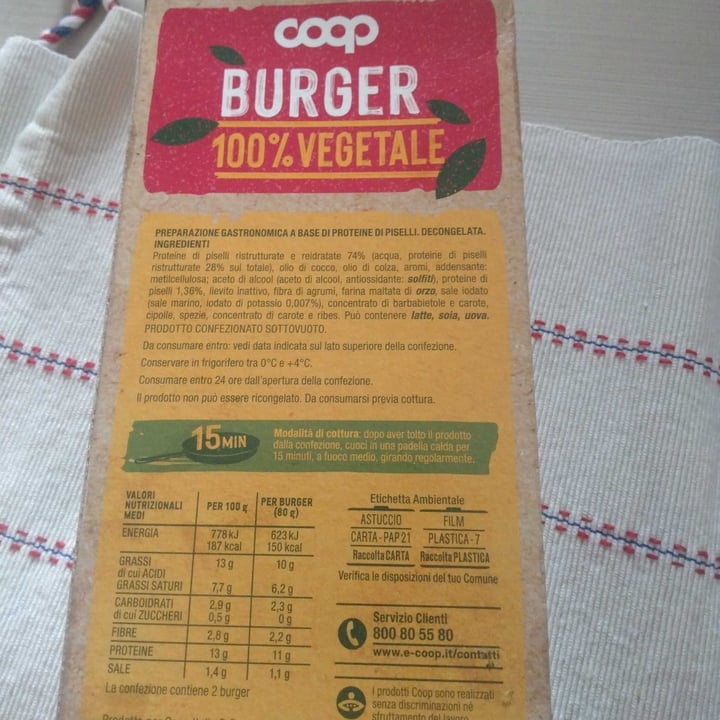 coop
BURGER
100% VEGETALE
PREPARAZIONE GASTRONOMICA A BASE DI PROTEINE DI PISELLI. DECONGELATA.
INGREDIENTI
Proteine di piselli ristrutturate e reidratate 74% (acqua, proteine di piselli
ristrutturate 28% sul totale), olio di cocco, olio di colza, aromi, addensante:
metilcellulosa; aceto di alcool (aceto di alcool, antiossidante: solfiti), proteine di
piselli 1,36%, lievito inattivo, fibra di agrumi, farina maltata di orzo, sale iodato
(sale marino, iodato di potassio 0,007%), concentrato di barbabietole e carote,
cipolle, spezie, concentrato di carote e ribes. Può contenere latte, soia, uova.
PRODOTTO CONFEZIONATO SOTTOVUOTO.
Da consumare entro: vedi data indicata sul lato superiore della confezione.
Conservare in frigorifero tra 0°C e +4°C.
Consumare entro 24 ore dall'apertura della confezione.
Il prodotto non può essere ricongelato. Da consumarsi previa cottura.
15 MIN
Modalità di cottura: dopo aver tolto il prodotto
dalla confezione, cuoci in una padella calda per
15 minuti, a fuoco medio, girando regolarmente.
VALORI
NUTRIZIONALI
MEDI
PER 100 g
PER BURGER
(80 g)
ENERGIA
778 kJ
187 kcal
623 kJ
150 kcal
GRASSI
di cui ACIDI
GRASSI SATURI
13 g
7,7 g
10 g
6,2 g
CARBOIDRATI
di cui ZUCCHERI
2,9 g
0,5 g
2,3 g
0 g
FIBRE
2,8 g
2,2 g
PROTEINE
13 g
11 g
SALE
1,4 g
1,1 g
La confezione contiene 2 burger
Etichetta Ambientale
ASTUCCIO
FILM
CARTA - PAP 21
PLASTICA - 7
Raccolta CARTA
Raccolta PLASTICA
Verifica le disposizioni del tuo Comune
Servizio Clienti
800 80 55 80
www.e-coop.it/contatti
I prodotti Coop sono realizzati
senza discriminazioni né
sfruttamento del lavoro
Prodotto per Coop Italia